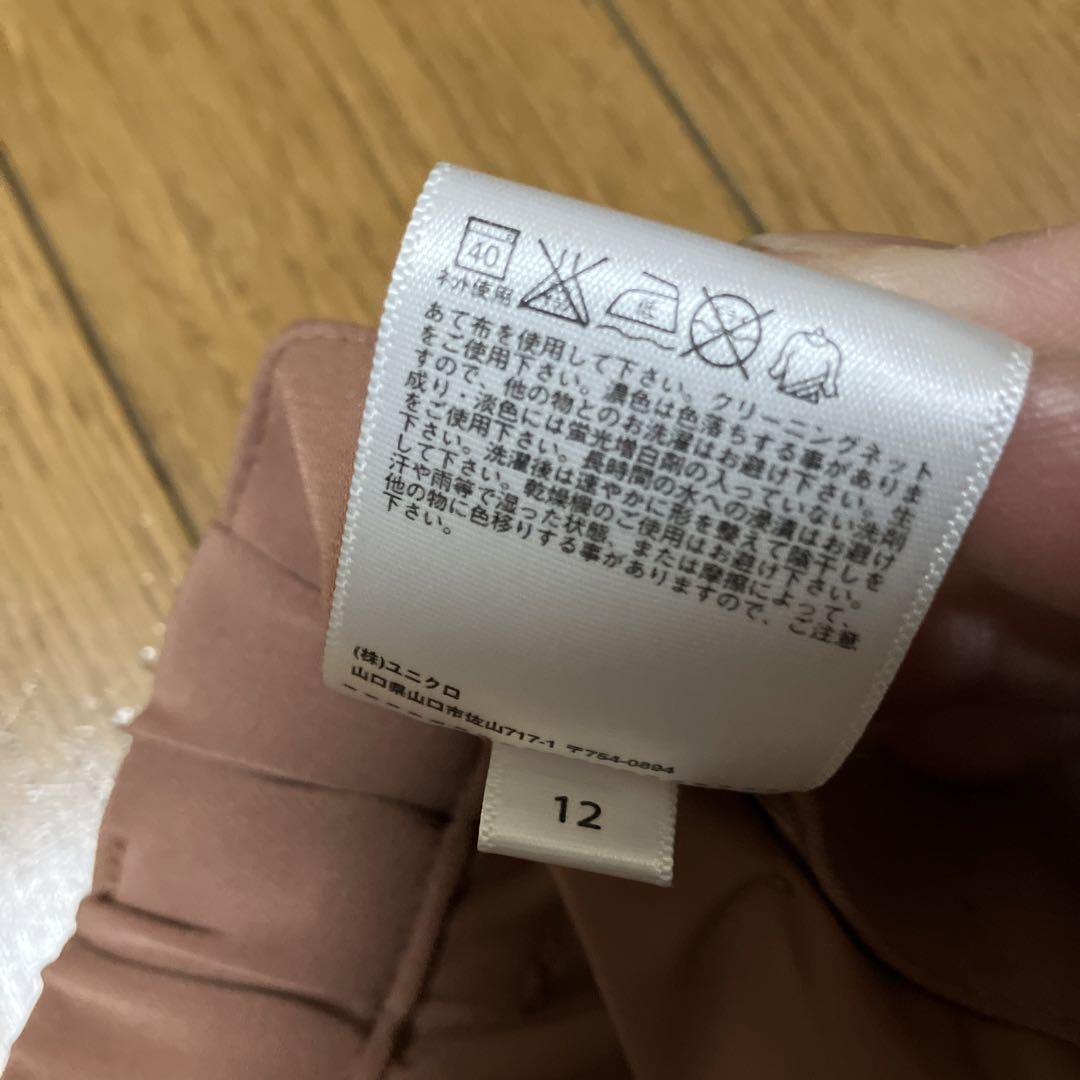 40
ネット使用
低
あて布を使用して下さい。クリーニングネット
をご使用下さい。濃色は色落ちする事がありま
すので、他の物とのお洗濯はお避け下さい。生
成り・淡色には蛍光増白剤の入っていない洗剤
をご使用下さい。長時間の水への浸漬はお避け
下さい。洗濯後は速やかに形を整えて陰干しを
して下さい。乾燥機のご使用はお避け下さい。
汗や雨等で湿った状態、または摩擦によって、
他の物に色移りする事がありますので、ご注意
下さい。
(株)ユニクロ
山口県山口市佐山717-1 〒754-0894
12